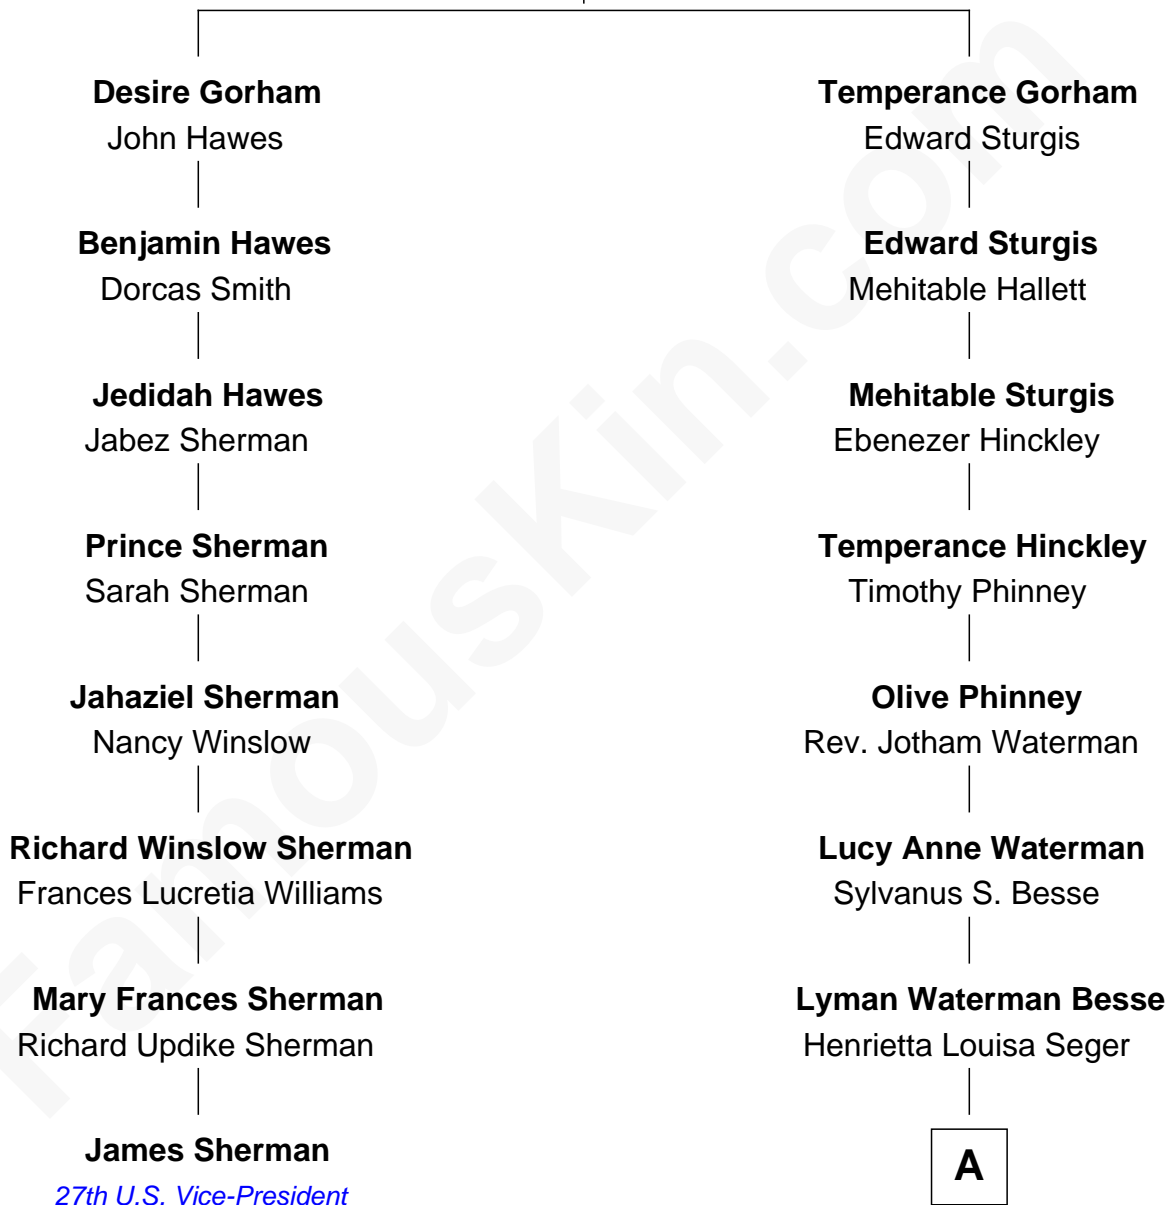 Desire Gorham
John Hawes
Benjamin Hawes
Dorcas Smith
Jedidah Hawes
Jabez Sherman
Prince Sherman
Sarah Sherman
Jahaziel Sherman
Nancy Winslow
Richard Winslow Sherman
Frances Lucretia Williams
Mary Frances Sherman
Richard Updike Sherman
James Sherman
27th U.S. Vice-President
Temperance Gorham
Edward Sturgis
Edward Sturgis
Mehitable Hallett
Mehitable Sturgis
Ebenezer Hinckley
Temperance Hinckley
Timothy Phinney
Olive Phinney
Rev. Jotham Waterman
Lucy Anne Waterman
Sylvanus S. Besse
Lyman Waterman Besse
Henrietta Louisa Seger
A
FamousKin.com